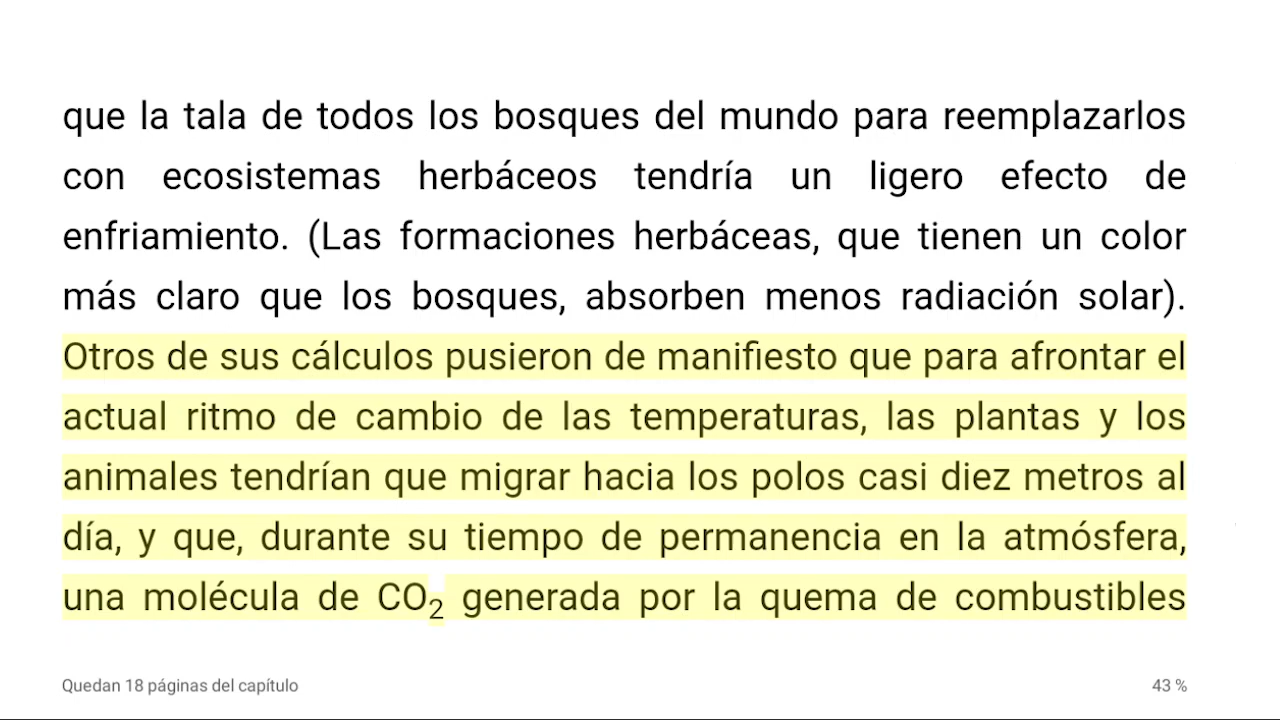 que la tala de todos los bosques del mundo para reemplazarlos
con ecosistemas herbáceos tendría un ligero efecto de
enfriamiento. (Las formaciones herbáceas, que tienen un color
más claro que los bosques, absorben menos radiación solar).
Otros de sus cálculos pusieron de manifiesto que para afrontar el
actual ritmo de cambio de las temperaturas, las plantas y los
animales tendrían que migrar hacia los polos casi diez metros al
día, y que, durante su tiempo de permanencia en la atmósfera,
una molécula de CO₂ generada por la quema de combustibles
Quedan 18 páginas del capítulo
43 %